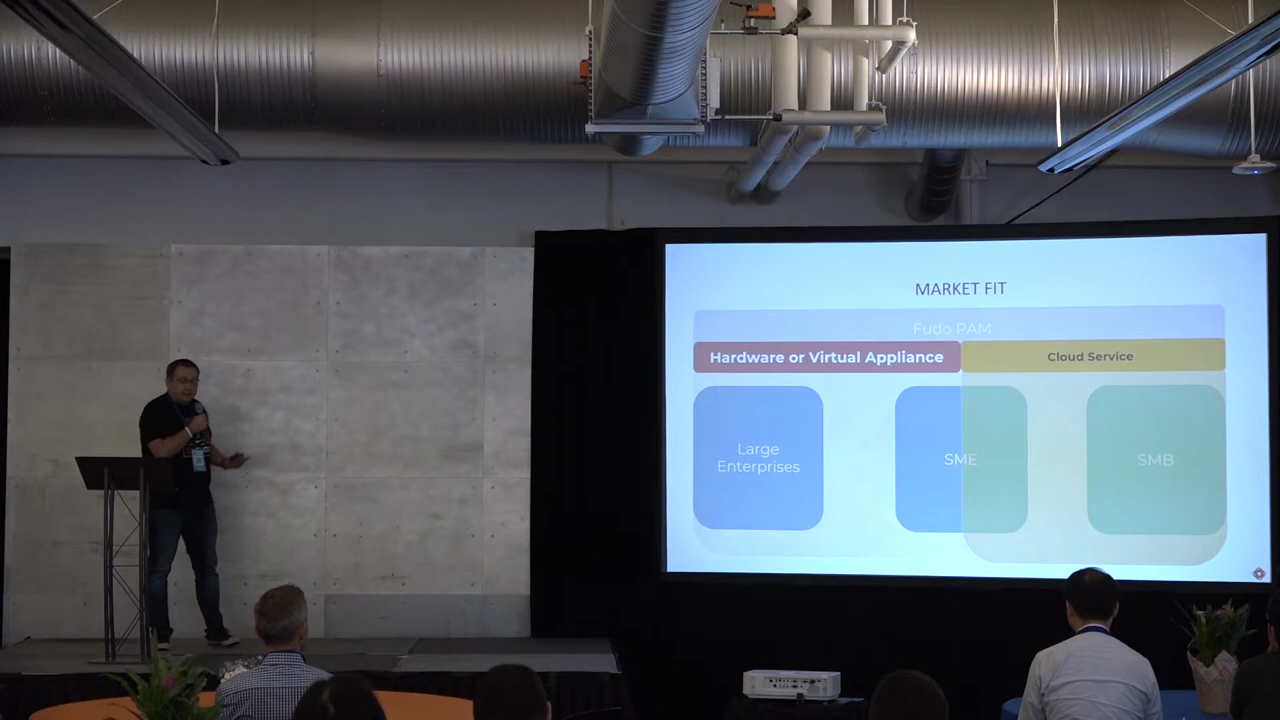 MARKET FIT
Fudo PAM
Hardware or Virtual Appliance
Cloud Service
Large
Enterprises
SME
SMB